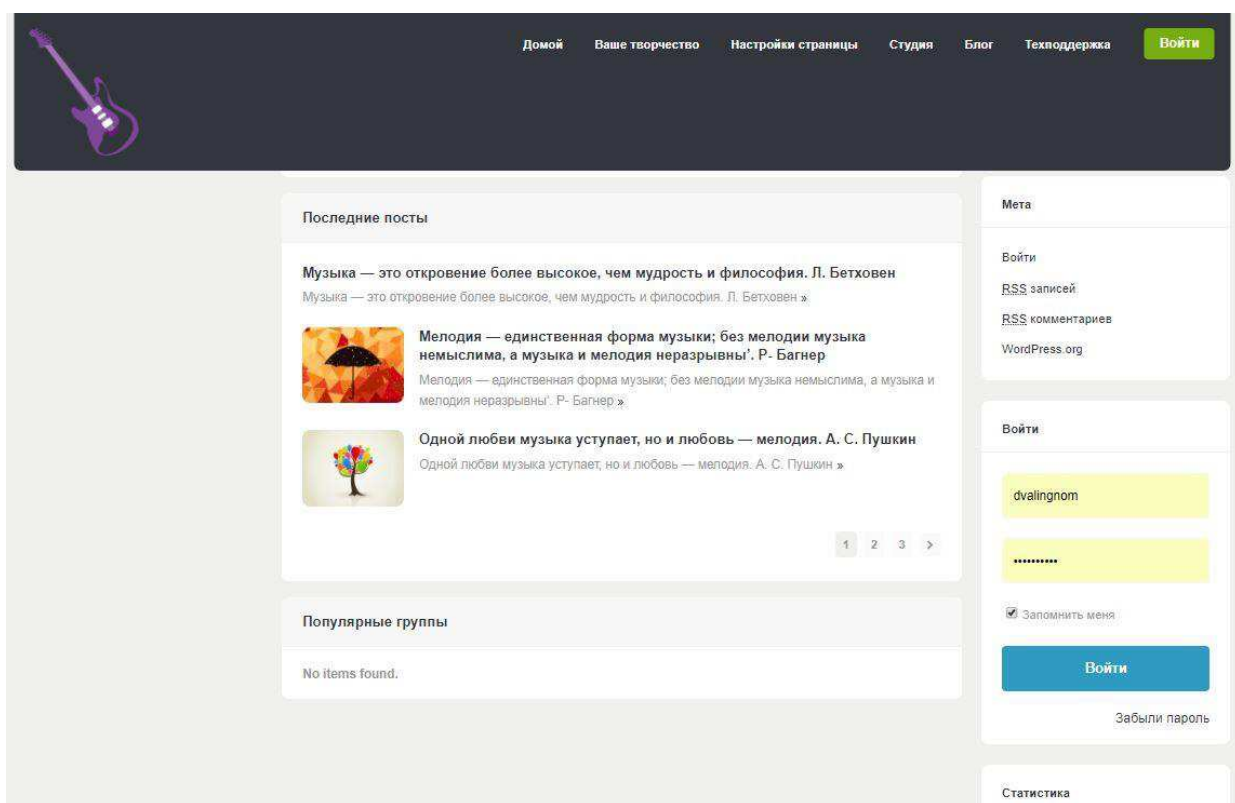 Домой Ваше творчество Настройки страницы Студия Блог Техподдержка Войти
Последние посты
Музыка — это откровение более высокое, чем мудрость и философия. Л. Бетховен
Музыка — это откровение более высокое, чем мудрость и философия. Л. Бетховен »
Мелодия — единственная форма музыки; без мелодии музыка
немыслима, а музыка и мелодия неразрывны’. Р- Багнер
Мелодия — единственная форма музыки; без мелодии музыка немыслима, а музыка и
мелодия неразрывны’. Р- Багнер »
Одной любви музыка уступает, но и любовь — мелодия. А. С. Пушкин
Одной любви музыка уступает, но и любовь — мелодия. А. С. Пушкин »
1 2 3 >
Популярные группы
No items found.
Мета
Войти
RSS записей
RSS комментариев
WordPress.org
Войти
dvalingnom
••••••••••
Запомнить меня
Войти
Забыли пароль
Статистика